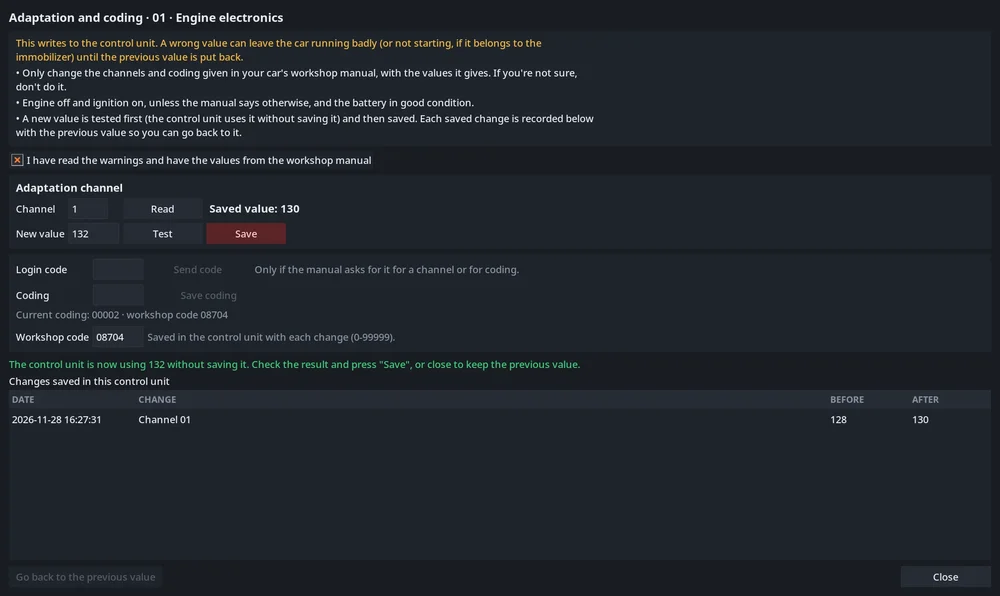 Adaptation and coding · 01 · Engine electronics
This writes to the control unit. A wrong value can leave the car running badly (or not starting, if it belongs to the
immobilizer) until the previous value is put back.
• Only change the channels and coding given in your car's workshop manual, with the values it gives. If you're not sure,
don't do it.
• Engine off and ignition on, unless the manual says otherwise, and the battery in good condition.
• A new value is tested first (the control unit uses it without saving it) and then saved. Each saved change is recorded below
with the previous value so you can go back to it.
I have read the warnings and have the values from the workshop manual
Adaptation channel
Channel 1 Read Saved value: 130
New value 132 Test Save
Login code Send code Only if the manual asks for it for a channel or for coding.
Coding Save coding
Current coding: 00002 · workshop code 08704
Workshop code 08704 Saved in the control unit with each change (0-99999).
The control unit is now using 132 without saving it. Check the result and press "Save", or close to keep the previous value.
Changes saved in this control unit
DATE CHANGE BEFORE AFTER
2026-11-28 16:27:31 Channel 01 128 130
Go back to the previous value Close